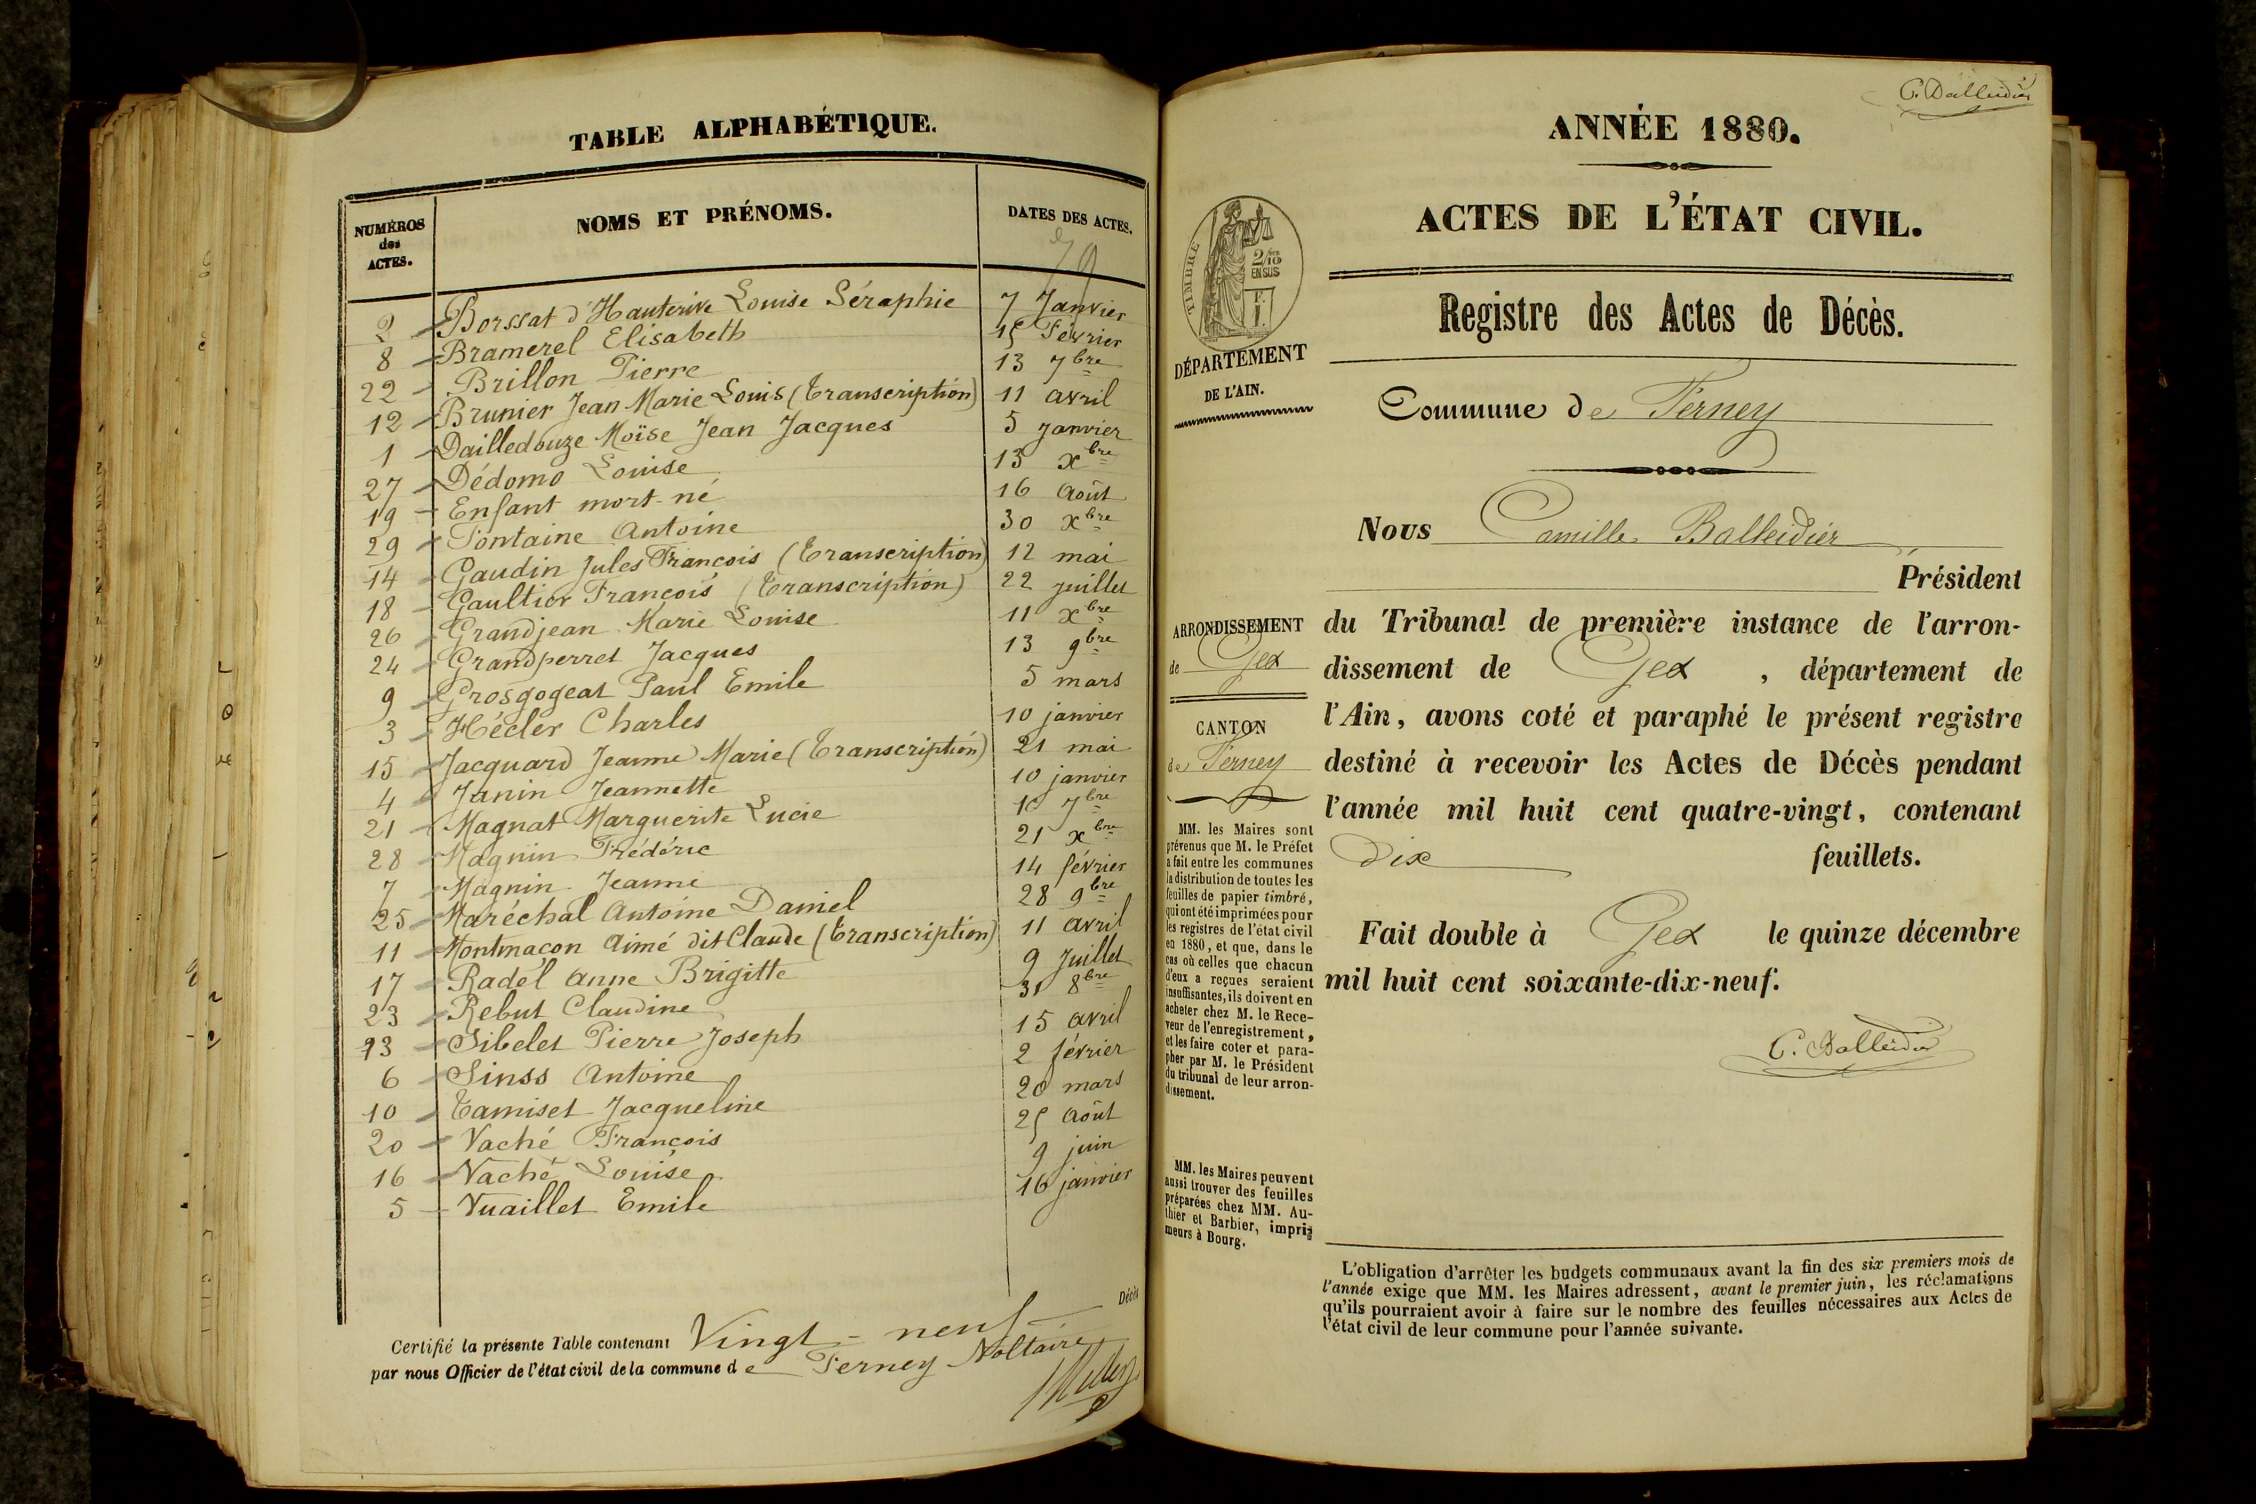 TABLE ALPHABÉTIQUE.
NUMÉROS des ACTES. NOMS ET PRÉNOMS. DATES DES ACTES.
79
2 Borssat d'Hauterive Louise Séraphie 7 Janvier
8 Bramerel Elisabeth 15 Février
22 Brillon Pierre 13 7bre
12 Brunier Jean Marie Louis (Transcription) 11 avril
1 Dailledouze Moïse Jean Jacques 5 janvier
27 Dédomo Louise 13 xbre
19 Enfant mort-né 16 Août
29 Fontaine Antoine 30 xbre
14 Gaudin Jules François (Transcription) 12 mai
18 Gaultier François (Transcription) 22 juillet
26 Grandjean Marie Louise 11 xbre
24 Grandperret Jacques 13 9bre
9 Grosgogeat Paul Emile 5 mars
3 Hécler Charles 10 janvier
15 Jacquard Jeanne Marie (Transcription) 21 mai
4 Janin Jeannette 10 janvier
21 Magnat Marguerite Lucie 10 7bre
28 Magnin Frédéric 21 xbre
7 Magnin Jeanne 14 février
25 Maréchal Antoine Daniel 28 9bre
11 Montmaçon Aimé dit Claude (Transcription) 11 avril
17 Radel Anne Brigitte 9 Juillet
23 Rebut Claudine 31 8bre
13 Sibelet Pierre Joseph 15 avril
6 Sinss Antoine 2 février
10 Tamiset Jacqueline 20 mars
20 Vaché François 25 Août
16 Vaché Louise 9 juin
5 Vuaillet Emile 16 janvier
Décès
Certifié la présente Table contenant Vingt-neuf
par nous Officier de l'état civil de la commune de Ferney Voltaire
C. Balleidier
ANNÉE 1880.
ACTES DE L'ÉTAT CIVIL.
TIMBRE
2/10
EN SUS
Registre des Actes de Décès.
DÉPARTEMENT
DE L'AIN.
Commune de Ferney
Nous Camille Balleidier
Président
du Tribunal de première instance de l'arron-
dissement de Gex, département de
l'Ain, avons coté et paraphé le présent registre
destiné à recevoir les Actes de Décès pendant
l'année mil huit cent quatre-vingt, contenant
dix feuillets.
Fait double à Gex le quinze décembre
mil huit cent soixante-dix-neuf.
C. Balleidier
ARRONDISSEMENT
de Gex
CANTON
de Ferney
MM. les Maires sont
prévenus que M. le Préfet
a fait entre les communes
la distribution de toutes les
feuilles de papier timbré,
qui ont été imprimées pour
les registres de l'état civil
en 1880, et que, dans le
cas où celles que chacun
d'eux a reçues seraient
insuffisantes, ils doivent en
acheter chez M. le Rece-
veur de l'enregistrement,
et les faire coter et para-
pher par M. le Président
du tribunal de leur arron-
dissement.
MM. les Maires peuvent
aussi trouver des feuilles
préparées chez MM. Au-
thier et Barbier, impri-
meurs à Bourg.
L'obligation d'arrêter les budgets communaux avant la fin des six premiers mois de
l'année exige que MM. les Maires adressent, avant le premier juin, les réclamations
qu'ils pourraient avoir à faire sur le nombre des feuilles nécessaires aux Actes de
l'état civil de leur commune pour l'année suivante.